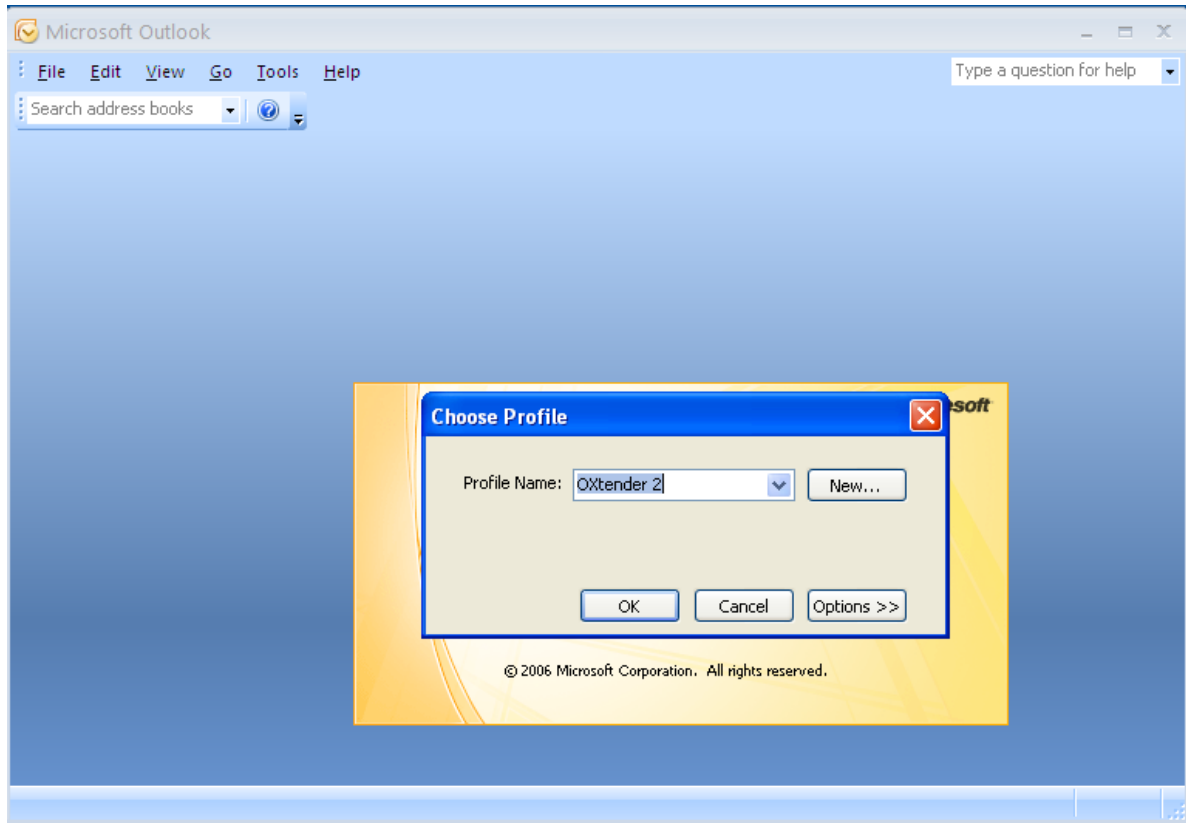 Microsoft Outlook
File Edit View Go Tools Help
Type a question for help
Search address books
Choose Profile
soft
Profile Name: OXtender 2 New...
OK Cancel Options >>
© 2006 Microsoft Corporation. All rights reserved.